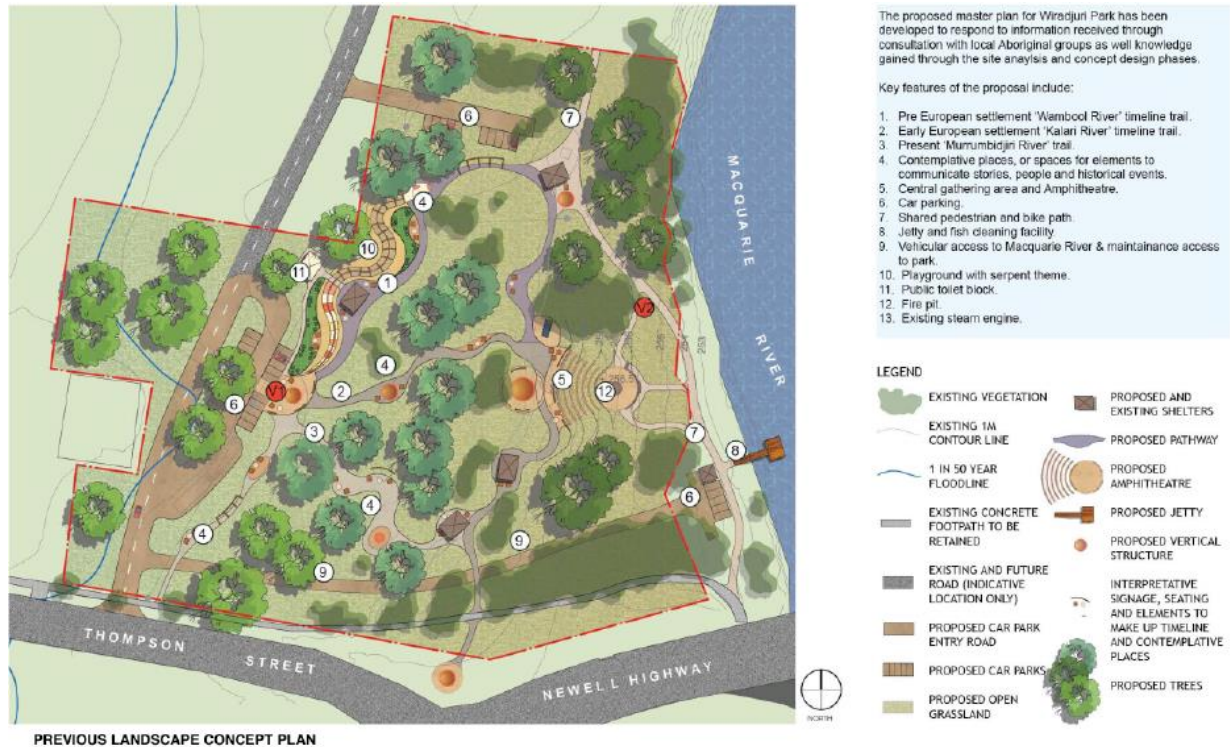 The proposed master plan for Wiradjuri Park has been
developed to respond to information received through
consultation with local Aboriginal groups as well knowledge
gained through the site anaylsis and concept design phases.
Key features of the proposal include:
1. Pre European settlement 'Wambool River' timeline trail.
2. Early European settlement 'Kalari River' timeline trail.
3. Present 'Murrumbidjiri River' trail.
4. Contemplative places, or spaces for elements to
communicate stories, people and historical events.
5. Central gathering area and Amphitheatre.
6. Car parking.
7. Shared pedestrian and bike path.
8. Jetty and fish cleaning facility.
9. Vehicular access to Macquarie River & maintainance access
to park.
10. Playground with serpent theme.
11. Public toilet block.
12. Fire pit.
13. Existing steam engine.
LEGEND
EXISTING VEGETATION
EXISTING 1M
CONTOUR LINE
1 IN 50 YEAR
FLOODLINE
EXISTING CONCRETE
FOOTPATH TO BE
RETAINED
EXISTING AND FUTURE
ROAD (INDICATIVE
LOCATION ONLY)
PROPOSED CAR PARK
ENTRY ROAD
PROPOSED CAR PARKS
PROPOSED OPEN
GRASSLAND
PROPOSED AND
EXISTING SHELTERS
PROPOSED PATHWAY
PROPOSED
AMPHITHEATRE
PROPOSED JETTY
PROPOSED VERTICAL
STRUCTURE
INTERPRETATIVE
SIGNAGE, SEATING
AND ELEMENTS TO
MAKE UP TIMELINE
AND CONTEMPLATIVE
PLACES
PROPOSED TREES
6
7
MACQUARIE
RIVER
4
10
11
1
V2
4
5
12
V1
2
6
3
7
8
4
6
4
9
9
253
THOMPSON STREET
NEWELL HIGHWAY
NORTH
PREVIOUS LANDSCAPE CONCEPT PLAN